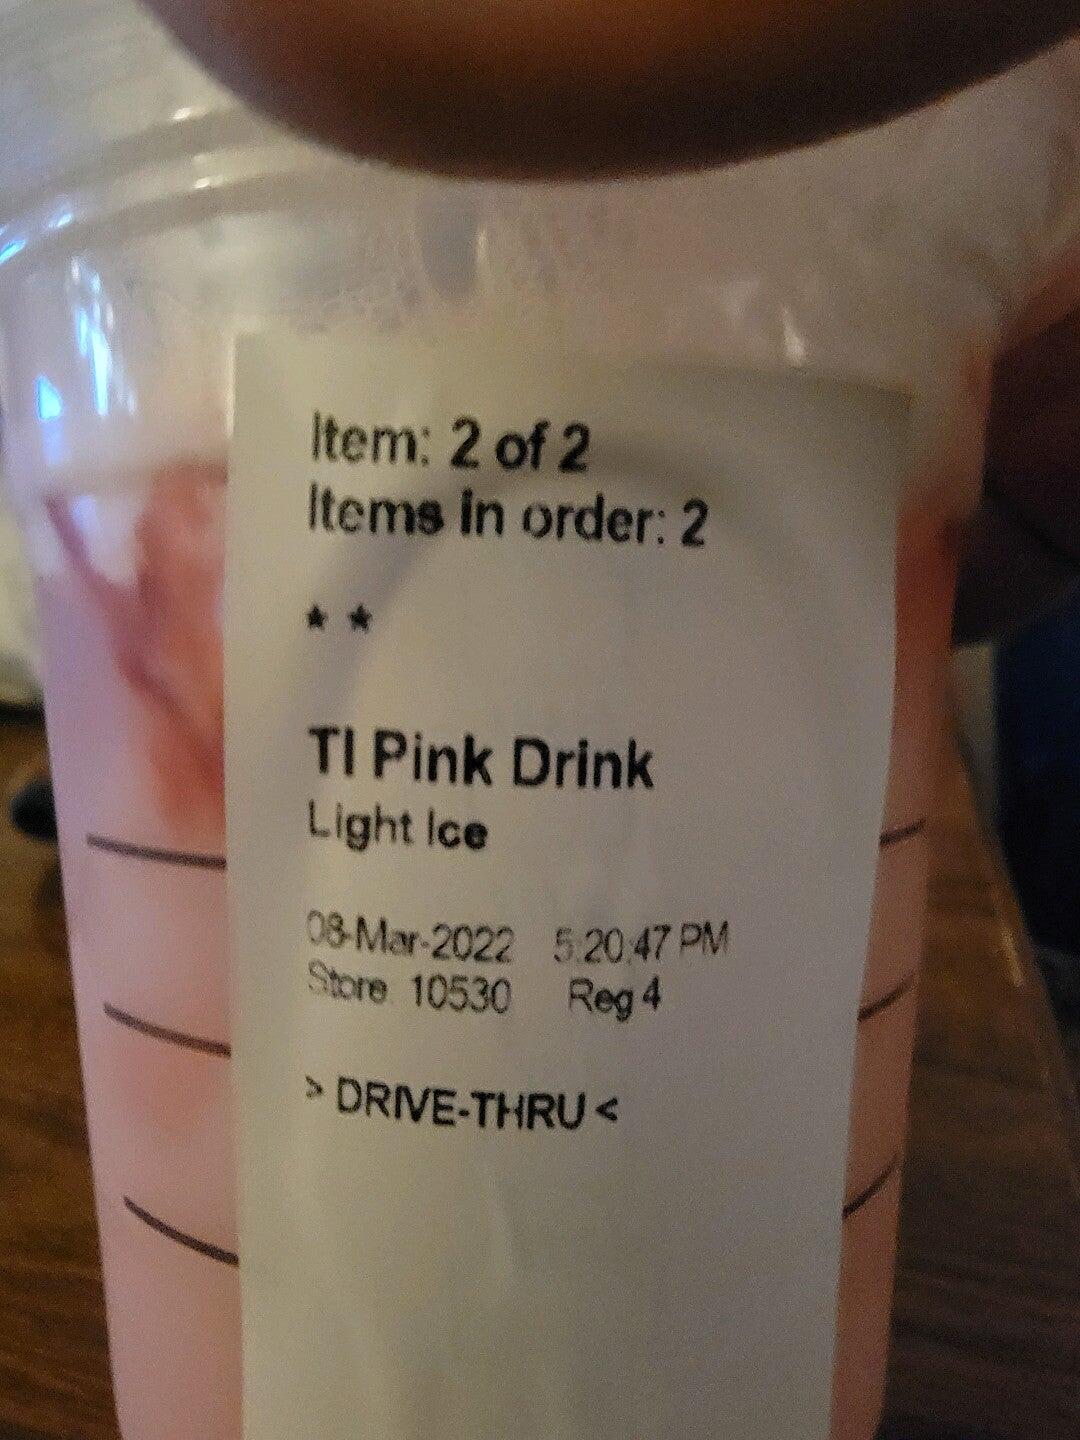 Item: 2 of 2
Items in order: 2
* *
TI Pink Drink
Light Ice
08-Mar-2022 5:20:47 PM
Store 10530 Reg 4
> DRIVE-THRU <